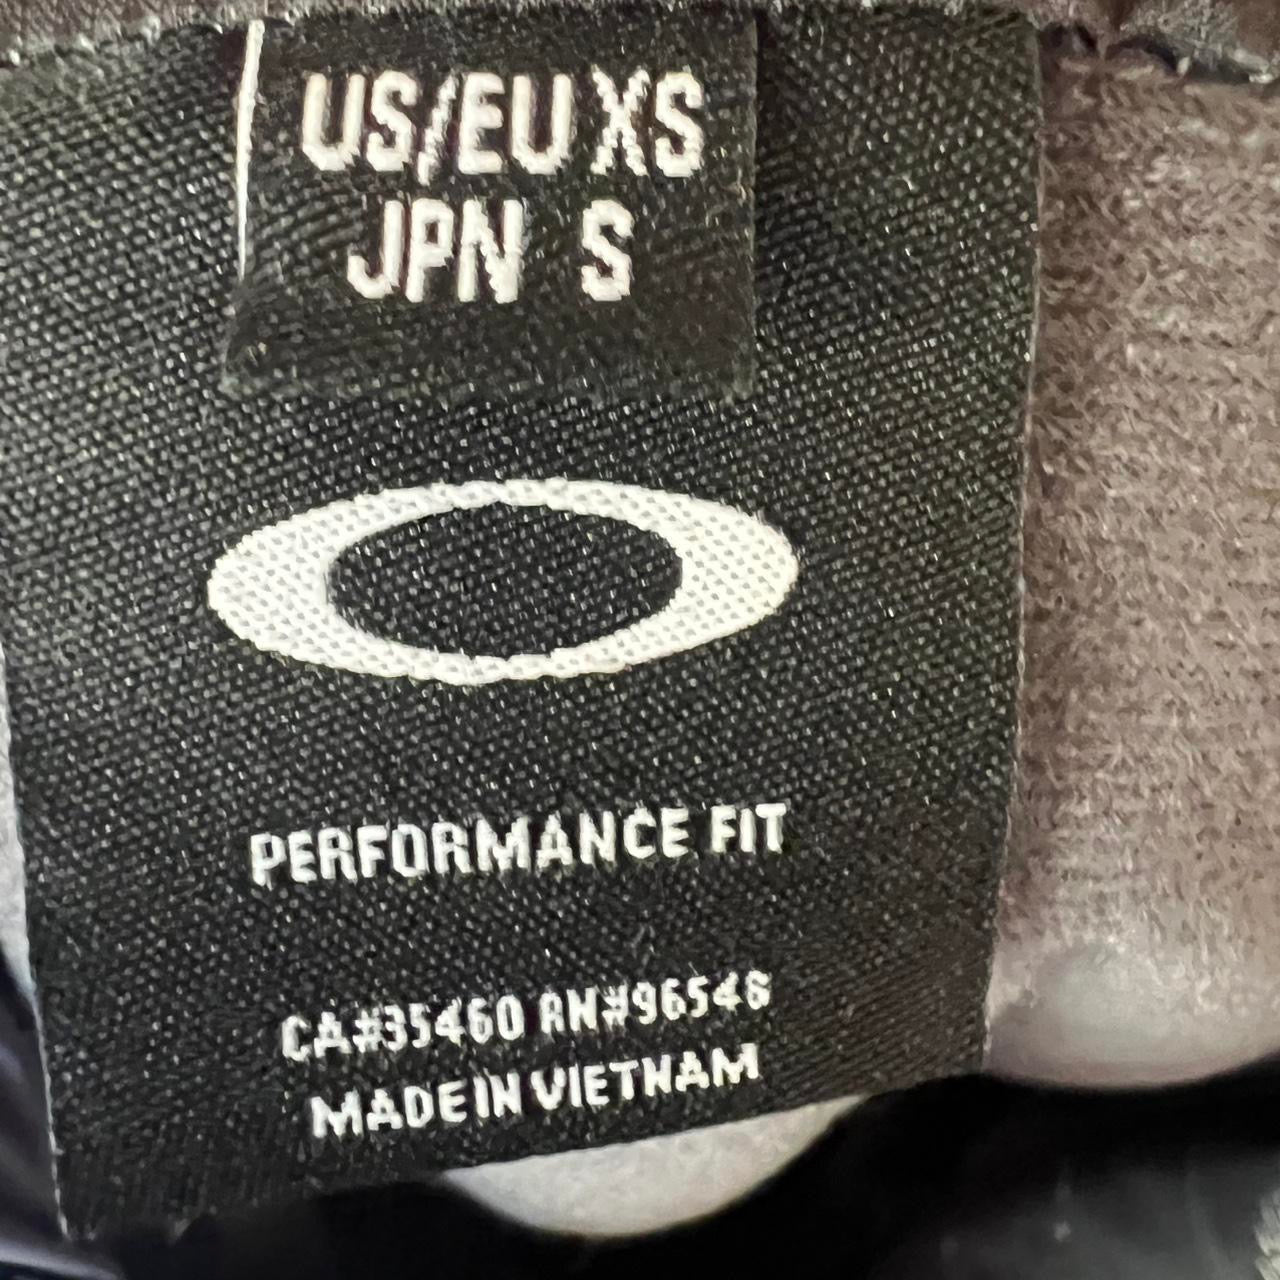 US/EU XS
JPN S
PERFORMANCE FIT
CA#35460 RN#96546
MADE IN VIETNAM